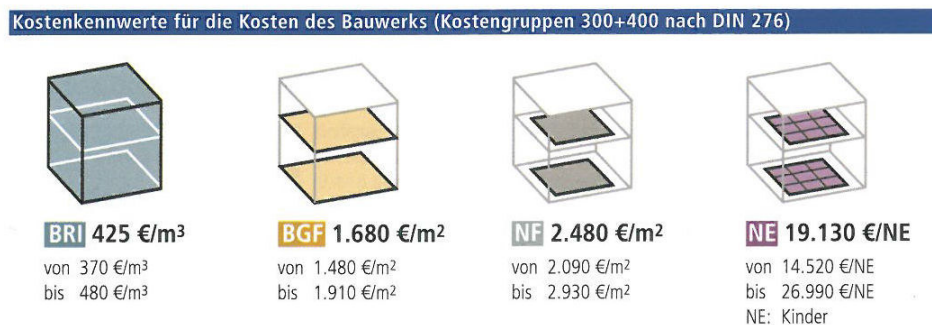 Kostenkennwerte für die Kosten des Bauwerks (Kostengruppen 300+400 nach DIN 276)
BRI 425 €/m³
von 370 €/m³
bis 480 €/m³
BGF 1.680 €/m²
von 1.480 €/m²
bis 1.910 €/m²
NF 2.480 €/m²
von 2.090 €/m²
bis 2.930 €/m²
NE 19.130 €/NE
von 14.520 €/NE
bis 26.990 €/NE
NE: Kinder